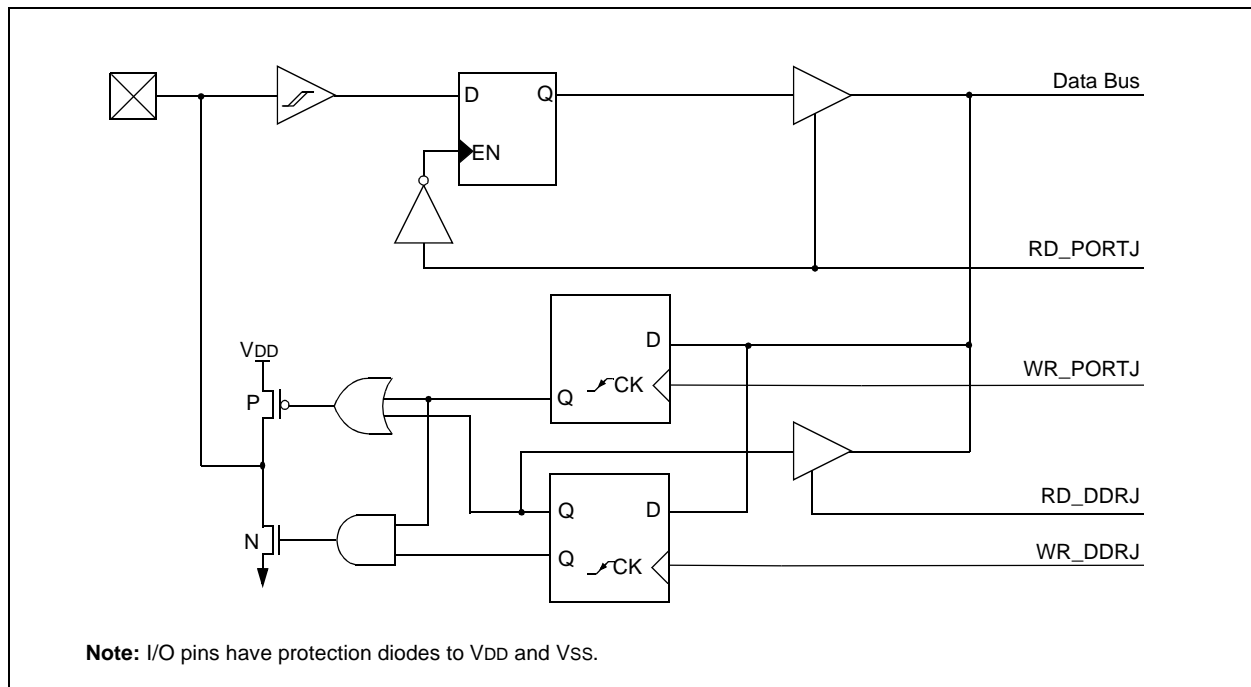 Data Bus
D
Q
EN
RD_PORTJ
VDD
P
D
WR_PORTJ
CK
Q
RD_DDRJ
Q
D
N
Q
CK
WR_DDRJ
Note: I/O pins have protection diodes to VDD and VSS.